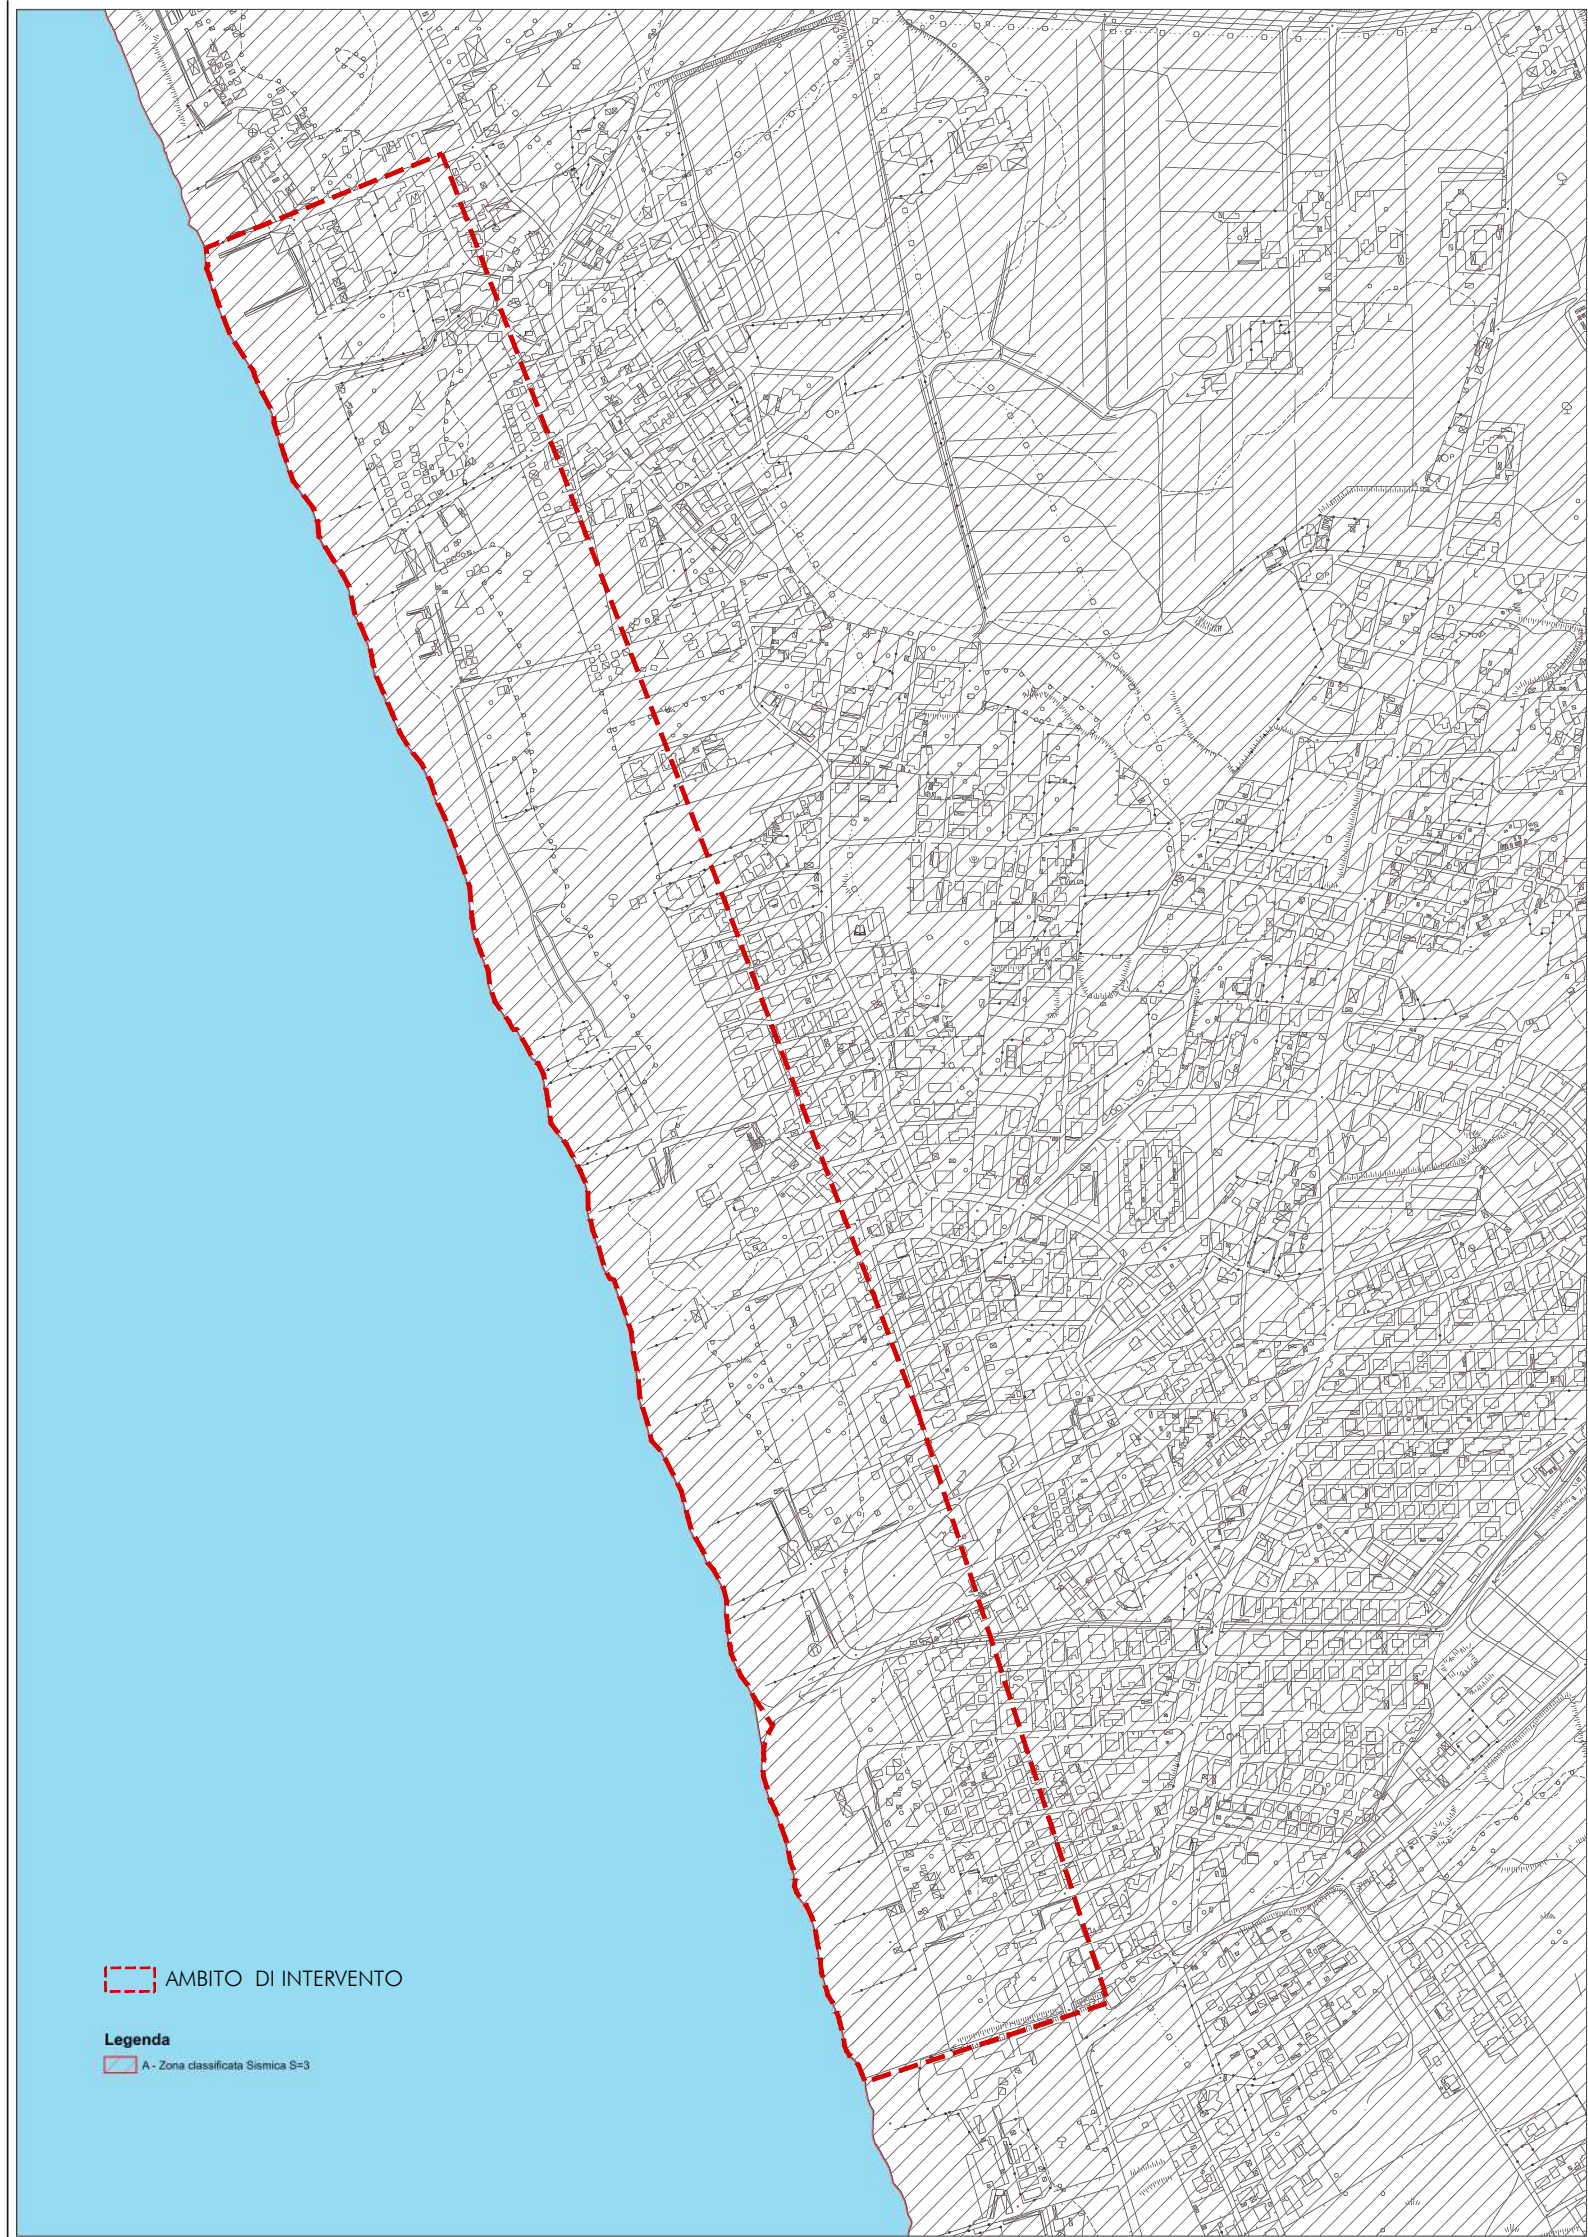 AMBITO DI INTERVENTO
Legenda
A - Zona classificata Sismica S=3